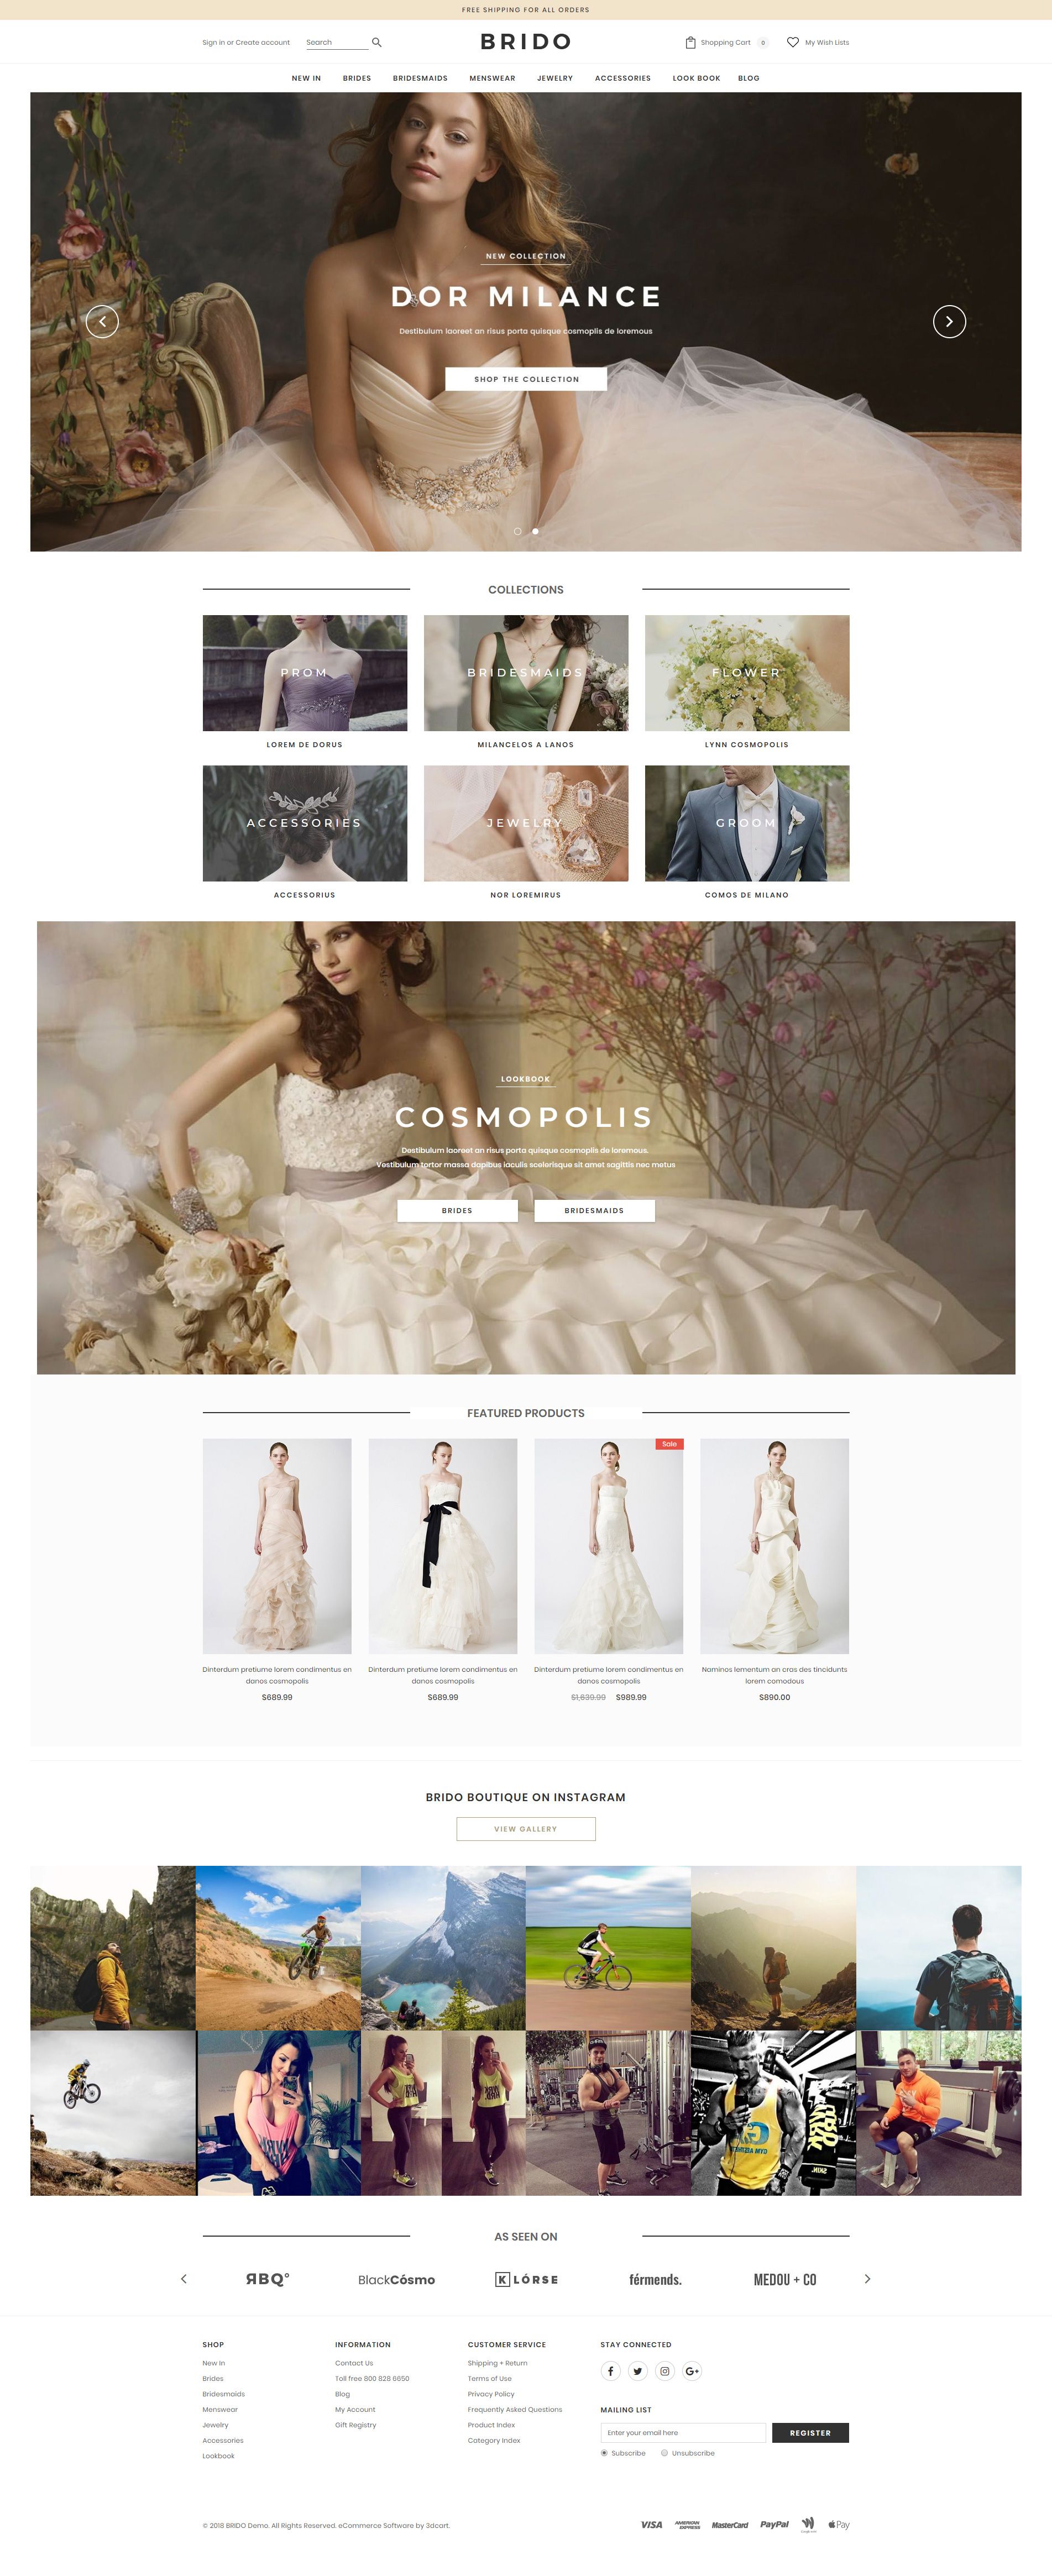 FREE SHIPPING FOR ALL ORDERS
Sign in or Create account
Search
BRIDO
Shopping Cart 0
My Wish Lists
NEW IN BRIDES BRIDESMAIDS MENSWEAR JEWELRY ACCESSORIES LOOK BOOK BLOG
NEW COLLECTION
DOR MILANCE
Destibulum laoreet an risus porta quisque cosmoplis de loremous
SHOP THE COLLECTION
COLLECTIONS
PROM BRIDESMAIDS FLOWER
LOREM DE DORUS MILANCELOS A LANOS LYNN COSMOPOLIS
ACCESSORIES JEWELRY GROOM
ACCESSORIUS NOR LOREMIRUS COMOS DE MILANO
LOOKBOOK
COSMOPOLIS
Destibulum laoreet an risus porta quisque cosmoplis de loremous.
Vestibulum tortor massa dapibus iaculis scelerisque sit amet sagittis nec metus
BRIDES BRIDESMAIDS
FEATURED PRODUCTS
Sale
Dinterdum pretiume lorem condimentus en
danos cosmopolis
$689.99
Dinterdum pretiume lorem condimentus en
danos cosmopolis
$689.99
Dinterdum pretiume lorem condimentus en
danos cosmopolis
$1,639.99 $989.99
Naminos lementum an cras des tincidunts
lorem comodous
$890.00
BRIDO BOUTIQUE ON INSTAGRAM
VIEW GALLERY
AS SEEN ON
ЯBQ° BlackCósmo K LÓRSE férmends. MEDOU + CO
SHOP
New In
Brides
Bridesmaids
Menswear
Jewelry
Accessories
Lookbook
INFORMATION
Contact Us
Toll free 800 828 6650
Blog
My Account
Gift Registry
CUSTOMER SERVICE
Shipping + Return
Terms of Use
Privacy Policy
Frequently Asked Questions
Product Index
Category Index
STAY CONNECTED
G+
MAILING LIST
Enter your email here
REGISTER
Subscribe Unsubscribe
© 2018 BRIDO Demo. All Rights Reserved. eCommerce Software by 3dcart.
VISA AMERICAN EXPRESS MasterCard PayPal Pay